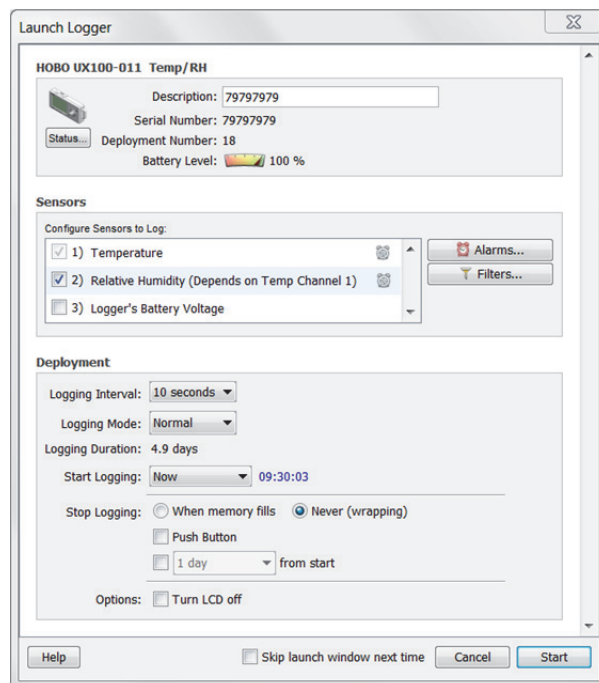 Launch Logger
HOBO UX100-011 Temp/RH
Description: 79797979
Serial Number: 79797979
Status... Deployment Number: 18
Battery Level: 100 %
Sensors
Configure Sensors to Log:
1) Temperature
Alarms...
2) Relative Humidity (Depends on Temp Channel 1)
Filters...
3) Logger's Battery Voltage
Deployment
Logging Interval: 10 seconds
Logging Mode: Normal
Logging Duration: 4.9 days
Start Logging: Now 09:30:03
Stop Logging: When memory fills Never (wrapping)
Push Button
1 day from start
Options: Turn LCD off
Help Skip launch window next time Cancel Start